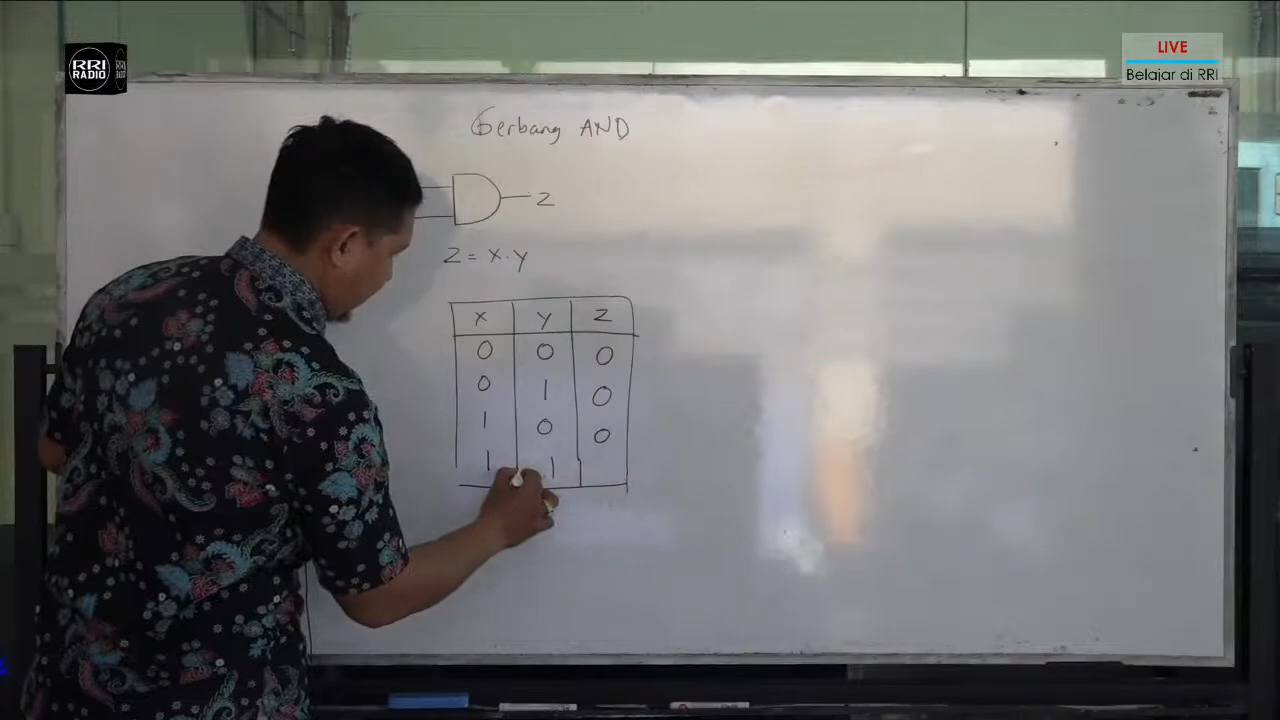 RRI
RADIO
LIVE
Belajar di RRI
Gerbang AND
Z
Z = X . Y
X Y Z
0 0 0
0 1 0
1 0 0
1 1